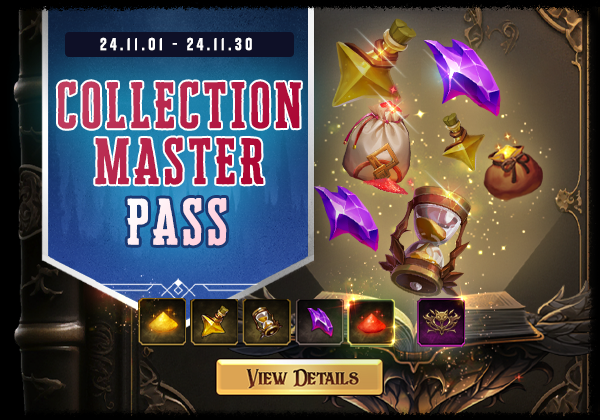 24.11.01 - 24.11.30
COLLECTION
MASTER
PASS
VIEW DETAILS